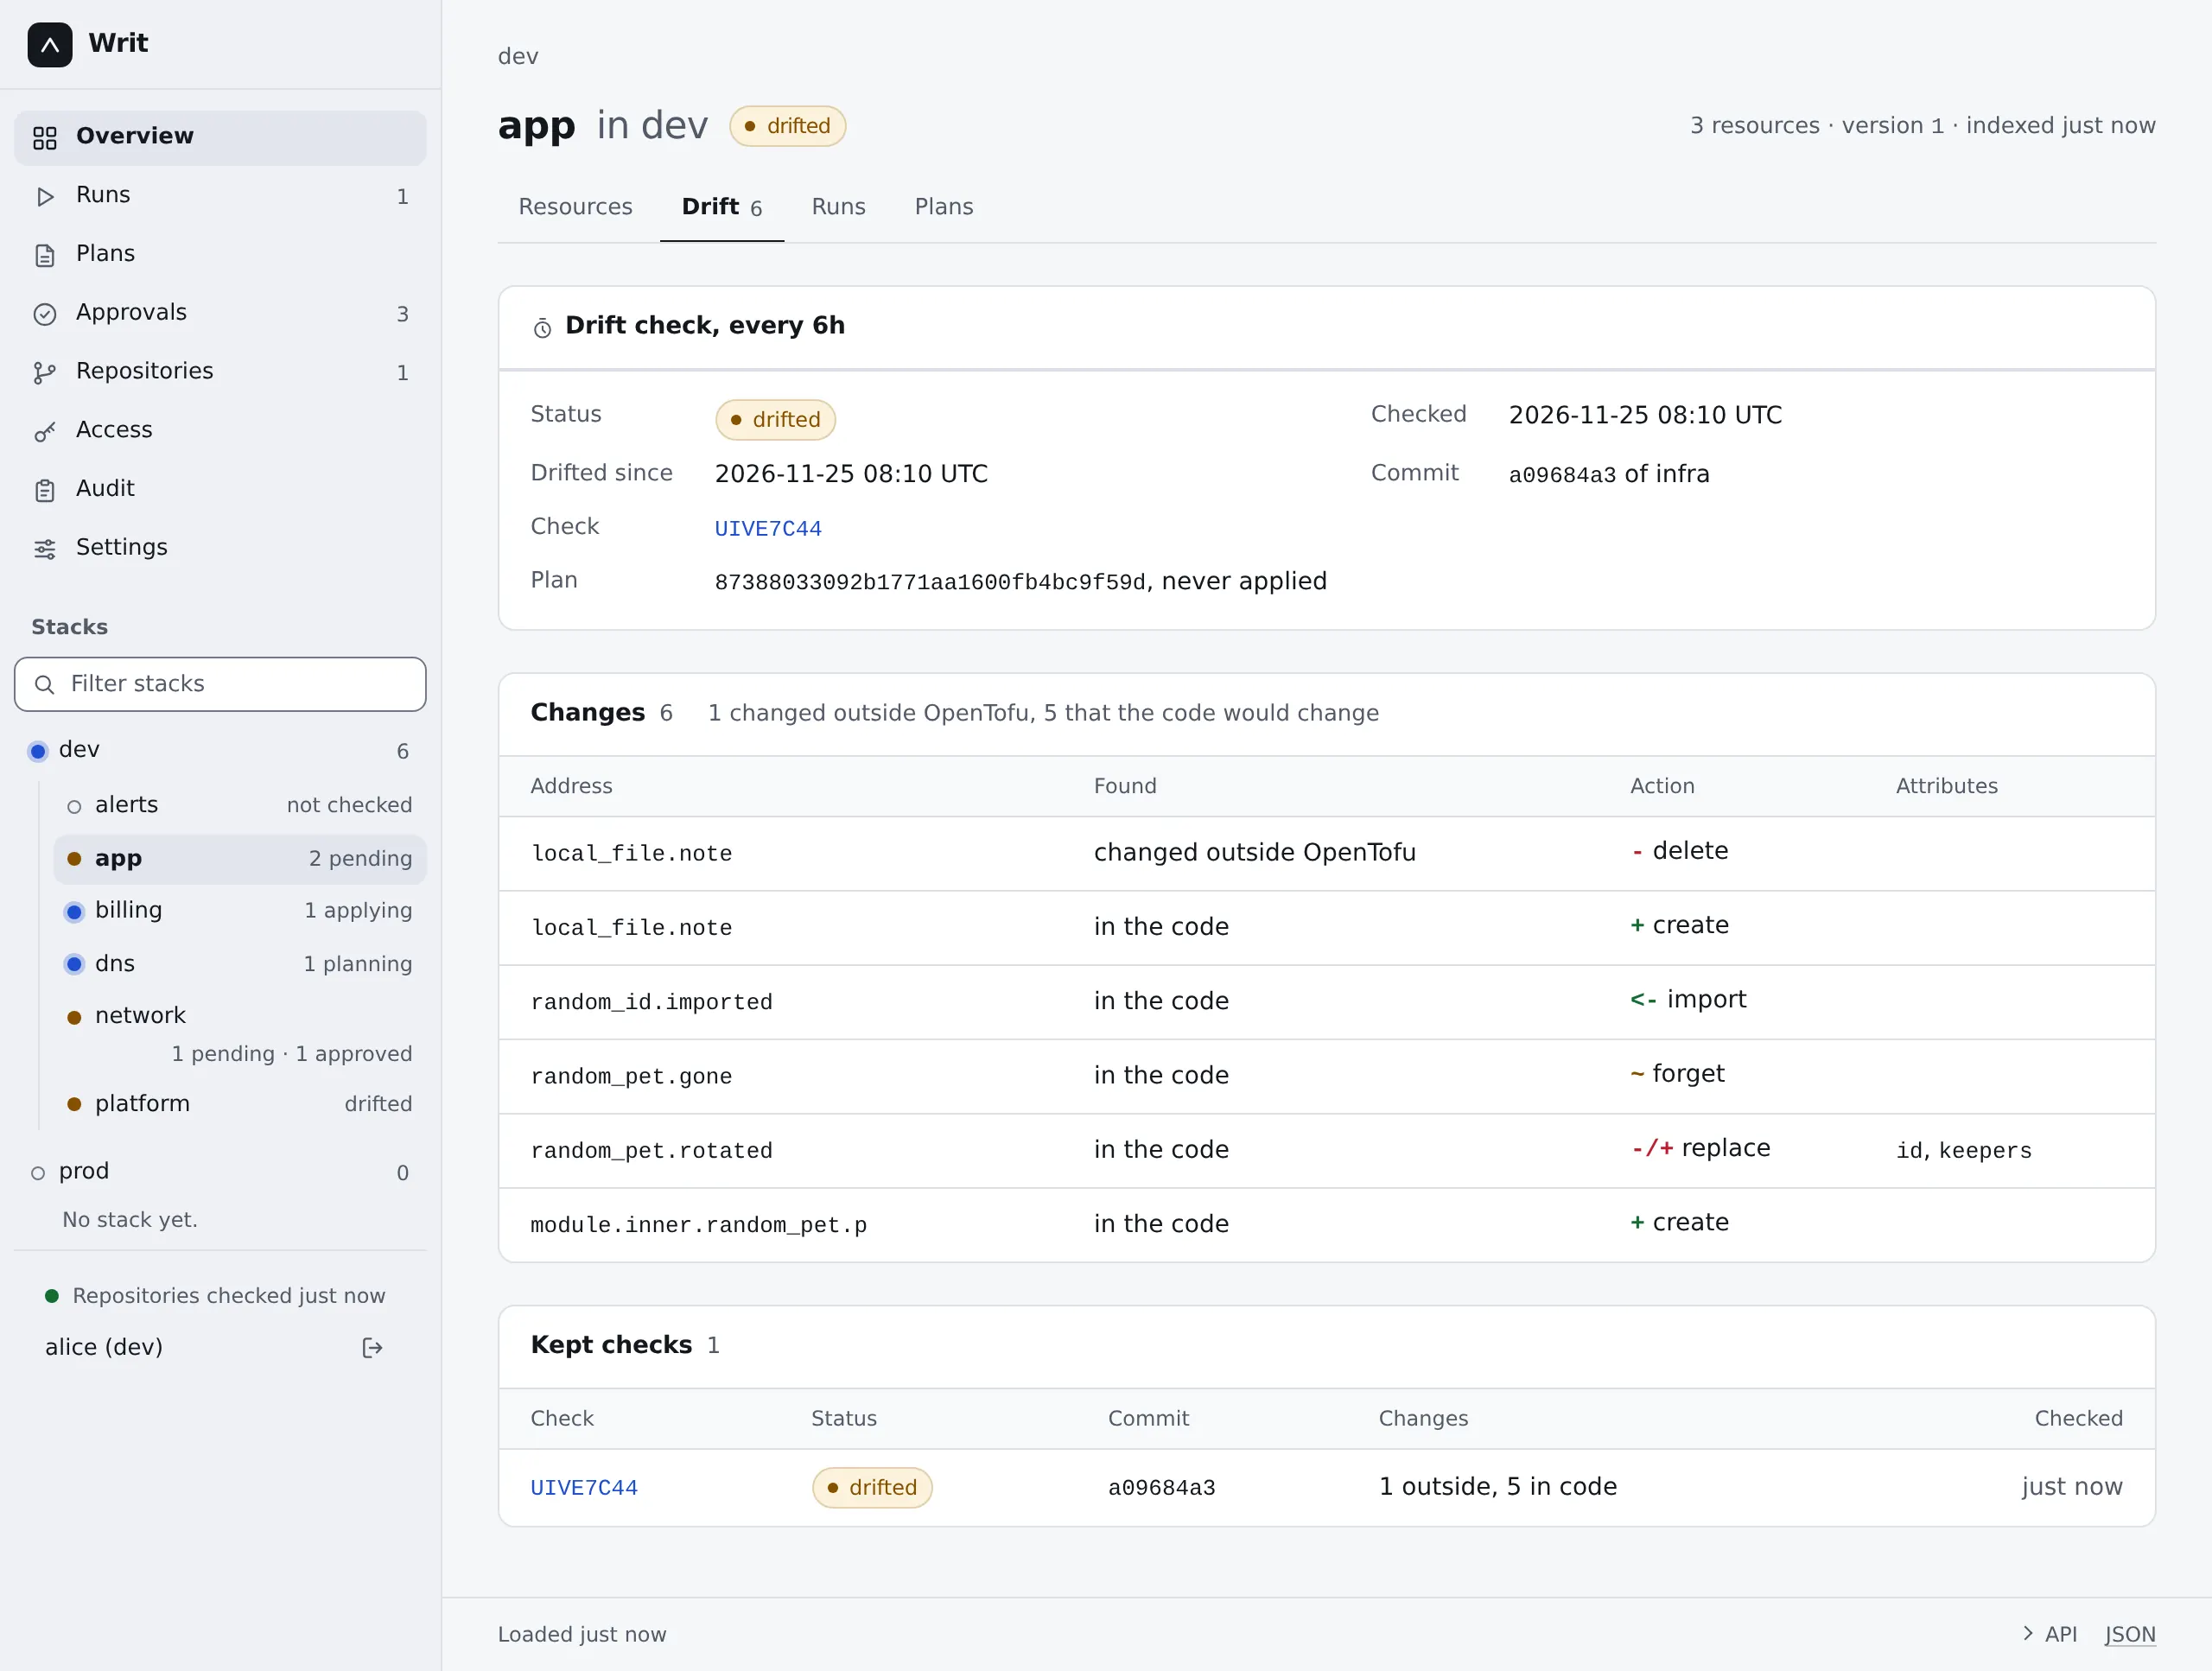 Writ
Overview
Runs 1
Plans
Approvals 3
Repositories 1
Access
Audit
Settings
Stacks
Filter stacks
dev 6
alerts not checked
app 2 pending
billing 1 applying
dns 1 planning
network
1 pending · 1 approved
platform drifted
prod 0
No stack yet.
Repositories checked just now
alice (dev)
dev
app in dev drifted 3 resources · version 1 · indexed just now
Resources Drift 6 Runs Plans
Drift check, every 6h
Status drifted Checked 2026-11-25 08:10 UTC
Drifted since 2026-11-25 08:10 UTC Commit a09684a3 of infra
Check UIVE7C44
Plan 87388033092b1771aa1600fb4bc9f59d, never applied
Changes 6 1 changed outside OpenTofu, 5 that the code would change
Address Found Action Attributes
local_file.note changed outside OpenTofu - delete
local_file.note in the code + create
random_id.imported in the code <- import
random_pet.gone in the code ~ forget
random_pet.rotated in the code -/+ replace id, keepers
module.inner.random_pet.p in the code + create
Kept checks 1
Check Status Commit Changes Checked
UIVE7C44 drifted a09684a3 1 outside, 5 in code just now
Loaded just now > API JSON